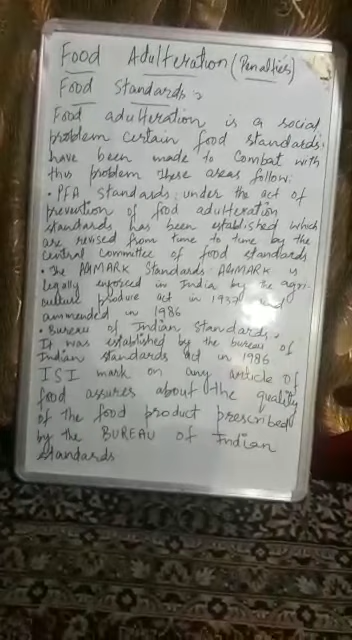 Food Adulteration (Penalties)
Food Standards :
Food adulteration is a social
problem certain food standards
have been made to combat with
this problem these are as follow.
• PFA standards : under the act of
prevention of food adulteration
standards has been established which
are revised from time to time by the
central committee of food standards
• The AGMARK Standards : AGMARK is
legally enforced in India by the agri-
culture produce act in 1937 and
ammended in 1986
• Bureau of Indian Standards.
It was established by the bureau of
Indian standards act in 1986
ISI mark on any article of
food assures about the quality
of the food product prescribed
by the BUREAU of Indian
standards